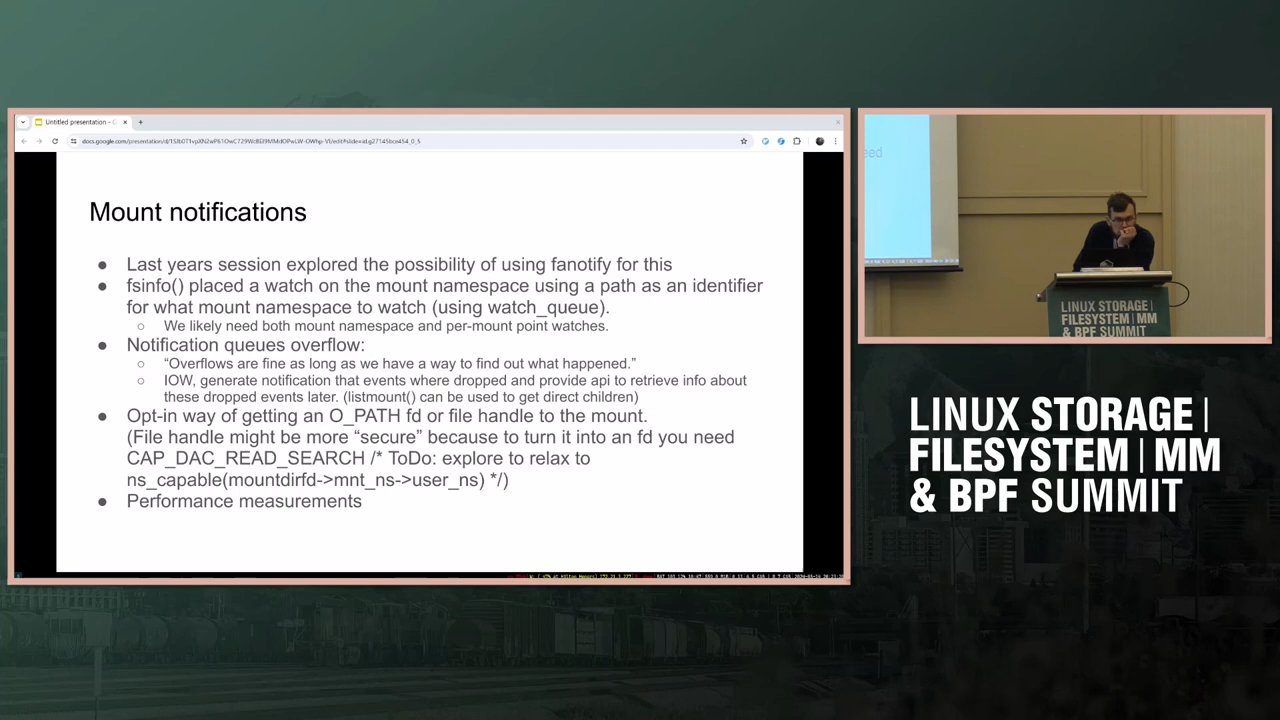 Untitled presentation - G
Mount notifications
● Last years session explored the possibility of using fanotify for this
● fsinfo() placed a watch on the mount namespace using a path as an identifier
for what mount namespace to watch (using watch_queue).
○ We likely need both mount namespace and per-mount point watches.
● Notification queues overflow:
○ “Overflows are fine as long as we have a way to find out what happened.”
○ IOW, generate notification that events where dropped and provide api to retrieve info about
these dropped events later. (listmount() can be used to get direct children)
● Opt-in way of getting an O_PATH fd or file handle to the mount.
(File handle might be more “secure” because to turn it into an fd you need
CAP_DAC_READ_SEARCH /* ToDo: explore to relax to
ns_capable(mountdirfd->mnt_ns->user_ns) */)
● Performance measurements
LINUX STORAGE |
FILESYSTEM | MM
& BPF SUMMIT
LINUX STORAGE |
FILESYSTEM | MM
& BPF SUMMIT